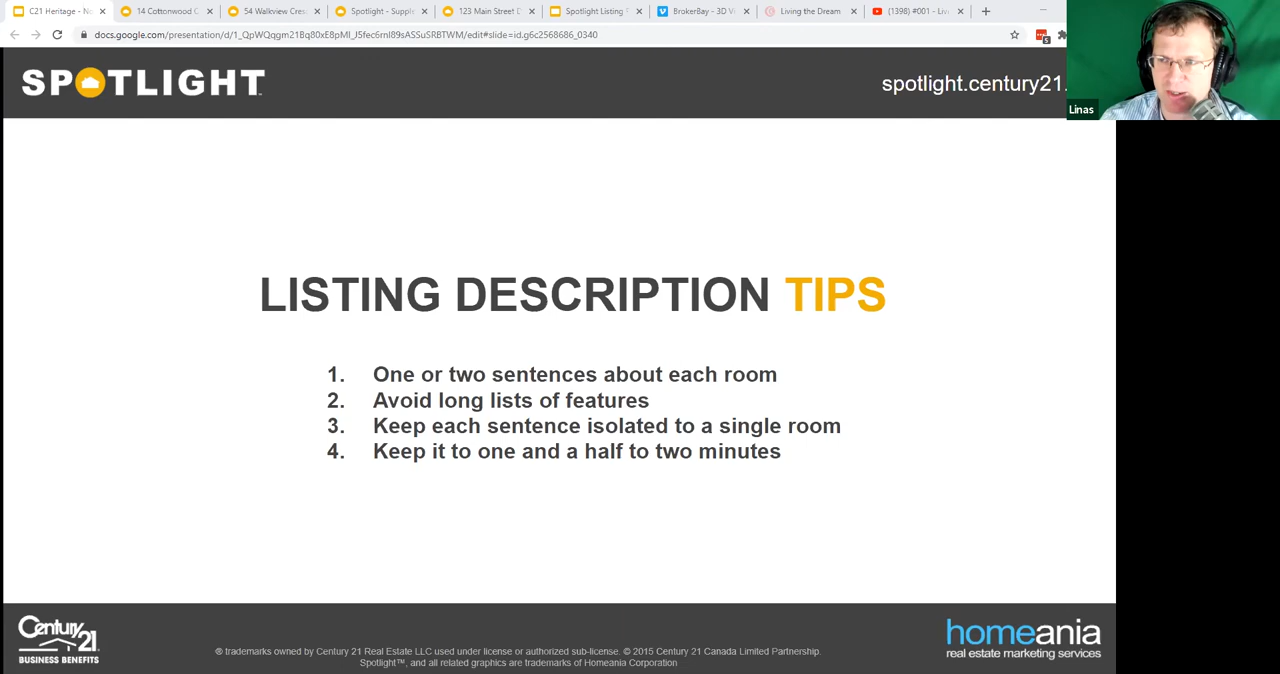 C21 Heritage - N
14 Cottonwood C
54 Walkview Cres
Spotlight - Supple
123 Main Street D
Spotlight Listing
BrokerBay - 3D Vi
Living the Dream
(1398) #001 - Liv
docs.google.com/presentation/d/1_QpWQqgm21Bq80xE8pMI_J5fec6rnl89sASSuSRBTWM/edit#slide=id.g6c2568686_0340
5
SPOTLIGHT
spotlight.century21.
Linas
LISTING DESCRIPTION TIPS
1. One or two sentences about each room
2. Avoid long lists of features
3. Keep each sentence isolated to a single room
4. Keep it to one and a half to two minutes
Century 21
BUSINESS BENEFITS
® trademarks owned by Century 21 Real Estate LLC used under license or authorized sub-license. © 2015 Century 21 Canada Limited Partnership.
Spotlight™, and all related graphics are trademarks of Homeania Corporation
homeania
real estate marketing services